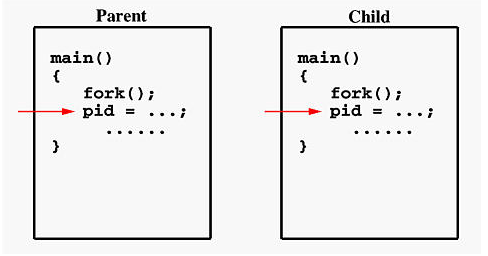 Parent
main()
{
fork();
pid = ...;
......
}
Child
main()
{
fork();
pid = ...;
......
}